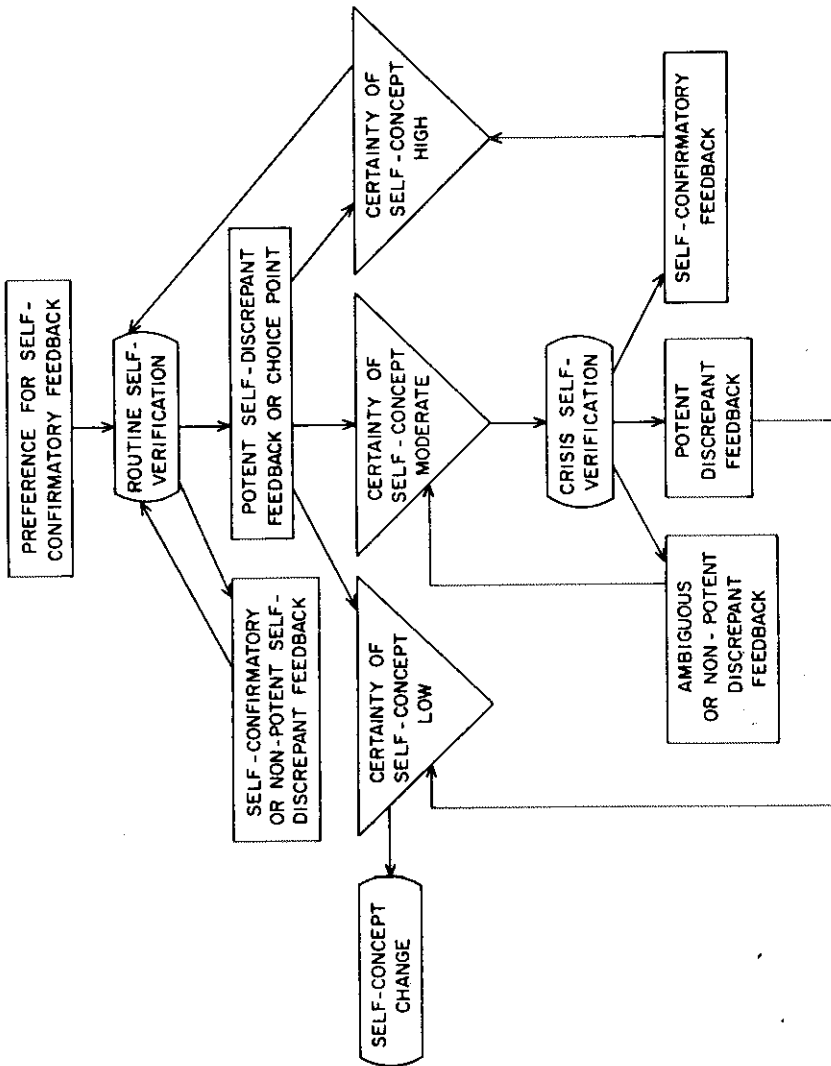 PREFERENCE FOR SELF-
CONFIRMATORY FEEDBACK
ROUTINE SELF-
VERIFICATION
SELF-CONFIRMATORY
OR NON-POTENT SELF-
DISCREPANT FEEDBACK
POTENT SELF-DISCREPANT
FEEDBACK OR CHOICE POINT
SELF-CONCEPT
CHANGE
CERTAINTY OF
SELF-CONCEPT
LOW
CERTAINTY OF
SELF-CONCEPT
MODERATE
CERTAINTY OF
SELF-CONCEPT
HIGH
CRISIS SELF-
VERIFICATION
AMBIGUOUS
OR NON-POTENT
DISCREPANT
FEEDBACK
POTENT
DISCREPANT
FEEDBACK
SELF-CONFIRMATORY
FEEDBACK